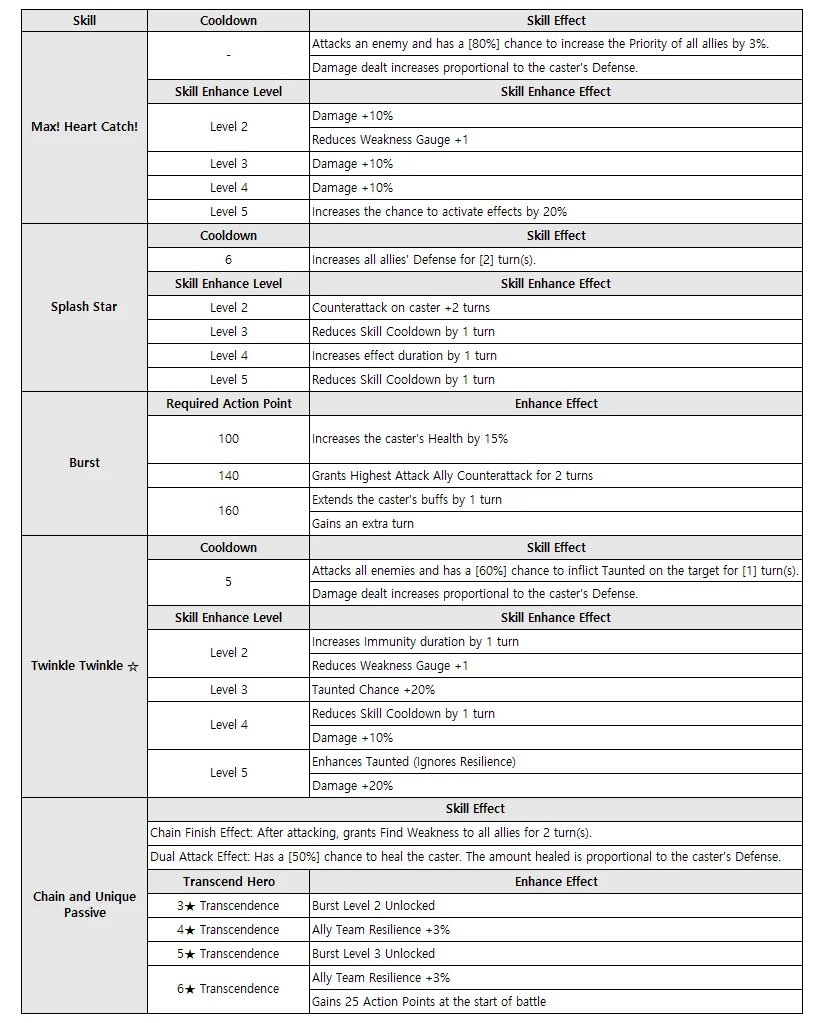 Skill Cooldown Skill Effect
Max! Heart Catch!
-
Attacks an enemy and has a [80%] chance to increase the Priority of all allies by 3%.
Damage dealt increases proportional to the caster's Defense.
Skill Enhance Level Skill Enhance Effect
Level 2
Damage +10%
Reduces Weakness Gauge +1
Level 3 Damage +10%
Level 4 Damage +10%
Level 5 Increases the chance to activate effects by 20%
Splash Star
Cooldown Skill Effect
6 Increases all allies' Defense for [2] turn(s).
Skill Enhance Level Skill Enhance Effect
Level 2 Counterattack on caster +2 turns
Level 3 Reduces Skill Cooldown by 1 turn
Level 4 Increases effect duration by 1 turn
Level 5 Reduces Skill Cooldown by 1 turn
Burst
Required Action Point Enhance Effect
100 Increases the caster's Health by 15%
140 Grants Highest Attack Ally Counterattack for 2 turns
160
Extends the caster's buffs by 1 turn
Gains an extra turn
Twinkle Twinkle ☆
Cooldown Skill Effect
5
Attacks all enemies and has a [60%] chance to inflict Taunted on the target for [1] turn(s).
Damage dealt increases proportional to the caster's Defense.
Skill Enhance Level Skill Enhance Effect
Level 2
Increases Immunity duration by 1 turn
Reduces Weakness Gauge +1
Level 3 Taunted Chance +20%
Level 4
Reduces Skill Cooldown by 1 turn
Damage +10%
Level 5
Enhances Taunted (Ignores Resilience)
Damage +20%
Chain and Unique
Passive
Skill Effect
Chain Finish Effect: After attacking, grants Find Weakness to all allies for 2 turn(s).
Dual Attack Effect: Has a [50%] chance to heal the caster. The amount healed is proportional to the caster's Defense.
Transcend Hero Enhance Effect
3★ Transcendence Burst Level 2 Unlocked
4★ Transcendence Ally Team Resilience +3%
5★ Transcendence Burst Level 3 Unlocked
6★ Transcendence
Ally Team Resilience +3%
Gains 25 Action Points at the start of battle